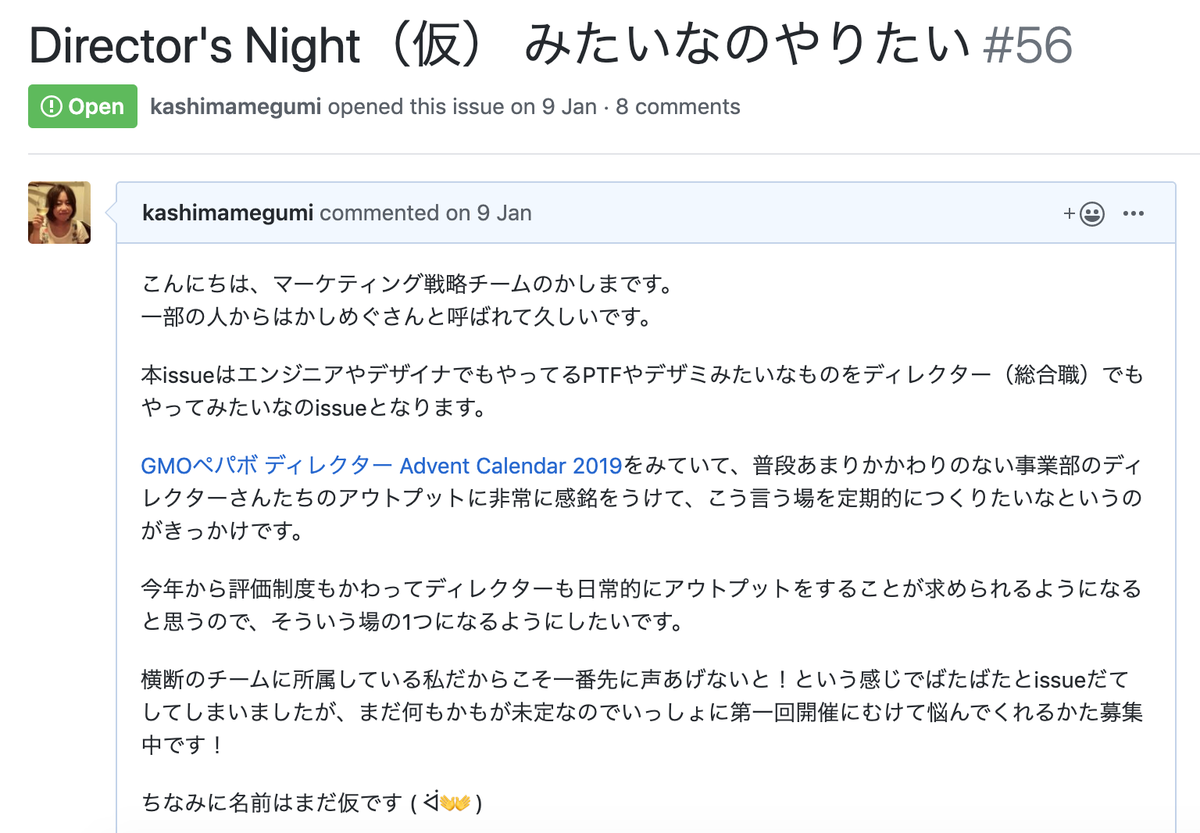 Director's Night（仮） みたいなのやりたい #56
Open kashimamegumi opened this issue on 9 Jan · 8 comments
kashimamegumi commented on 9 Jan
こんにちは、マーケティング戦略チームのかしまです。
一部の人からはかしめぐさんと呼ばれて久しいです。
本issueはエンジニアやデザイナでもやってるPTFやデザミみたいなものをディレクター（総合職）でも
やってみたいなのissueとなります。
GMOペパボ ディレクター Advent Calendar 2019をみていて、普段あまりかかわりのない事業部のディ
レクターさんたちのアウトプットに非常に感銘をうけて、こう言う場を定期的につくりたいなというの
がきっかけです。
今年から評価制度もかわってディレクターも日常的にアウトプットをすることが求められるようになる
と思うので、そういう場の1つになるようにしたいです。
横断のチームに所属している私だからこそ一番先に声あげないと！という感じでばたばたとissueだて
してしまいましたが、まだ何もかもが未定なのでいっしょに第一回開催にむけて悩んでくれるかた募集
中です！
ちなみに名前はまだ仮です ( ᐛ👐 )